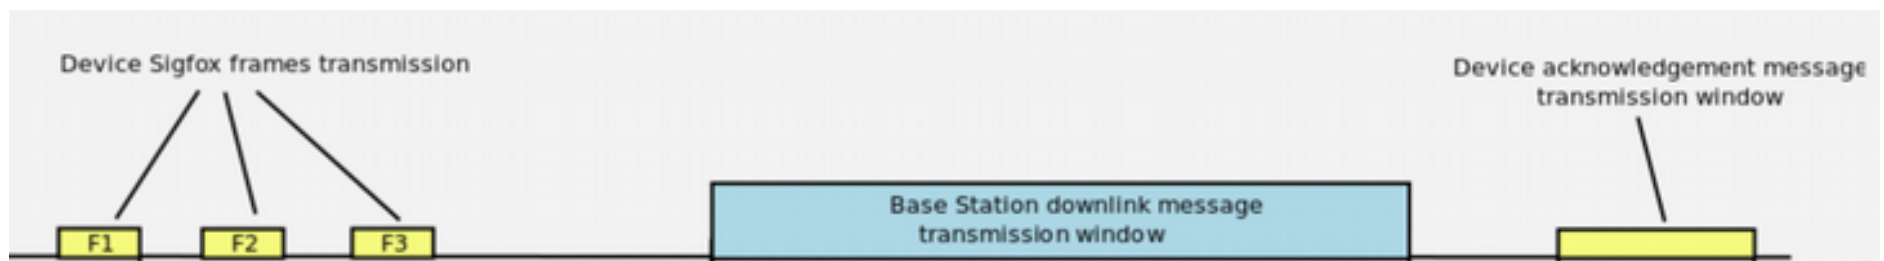 Device Sigfox frames transmission
Device acknowledgement message
transmission window
Base Station downlink message
transmission window
F1 F2 F3